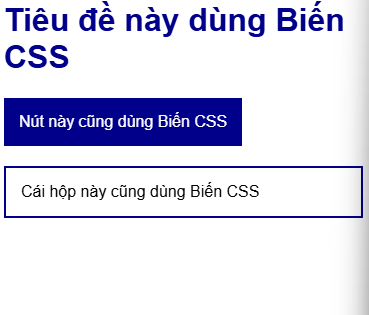 Tiêu đề này dùng Biến
CSS
Nút này cũng dùng Biến CSS
Cái hộp này cũng dùng Biến CSS